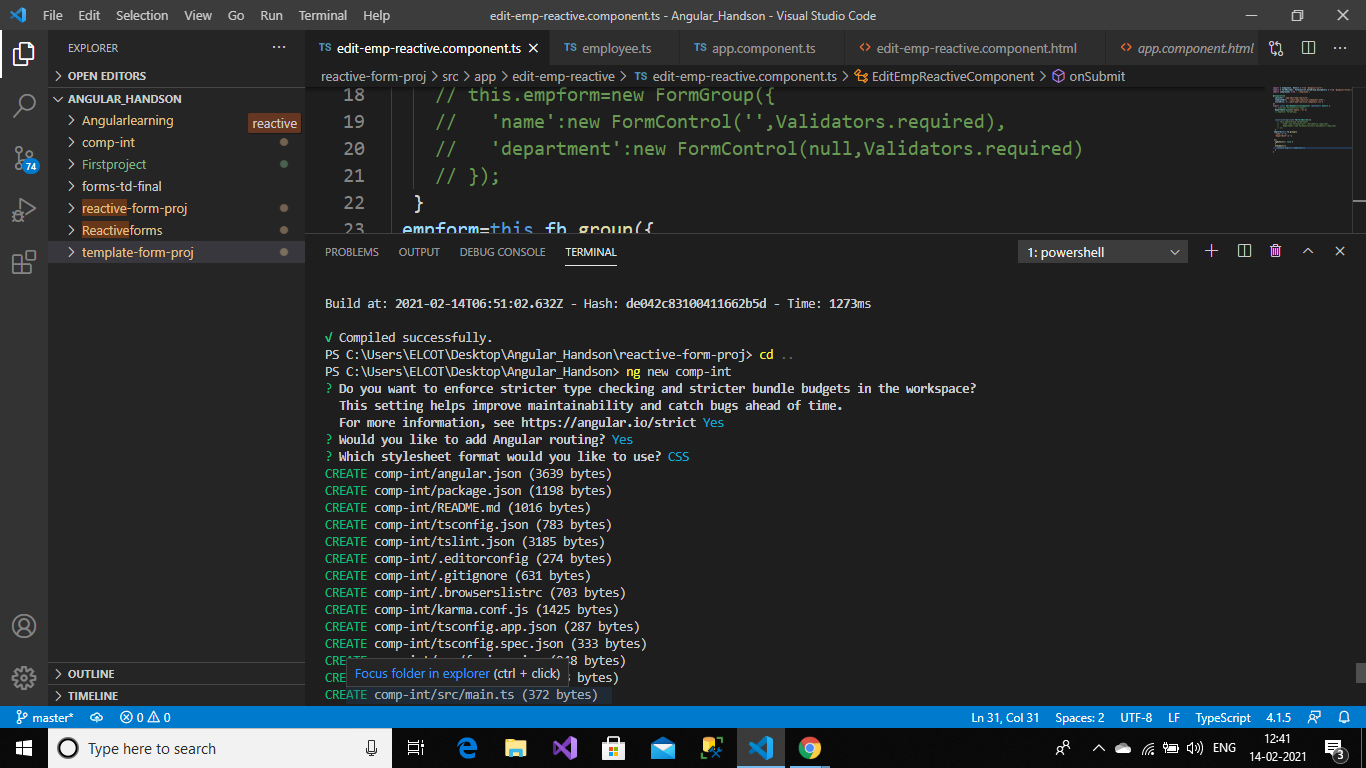 File Edit Selection View Go Run Terminal Help
edit-emp-reactive.component.ts - Angular_Handson - Visual Studio Code
EXPLORER
TS edit-emp-reactive.component.ts
TS employee.ts
TS app.component.ts
edit-emp-reactive.component.html
app.component.html
OPEN EDITORS
reactive-form-proj > src > app > edit-emp-reactive > TS edit-emp-reactive.component.ts > EditEmpReactiveComponent > onSubmit
ANGULAR_HANDSON
Angularlearning
reactive
comp-int
Firstproject
forms-td-final
reactive-form-proj
Reactiveforms
template-form-proj
74
18 // this.empform=new FormGroup({
19 // 'name':new FormControl('',Validators.required),
20 // 'department':new FormControl(null,Validators.required)
21 // });
22 }
23 empform=this.fb.group({
PROBLEMS OUTPUT DEBUG CONSOLE TERMINAL
1: powershell
Build at: 2021-02-14T06:51:02.632Z - Hash: de042c83100411662b5d - Time: 1273ms
√ Compiled successfully.
PS C:\Users\ELCOT\Desktop\Angular_Handson\reactive-form-proj> cd ..
PS C:\Users\ELCOT\Desktop\Angular_Handson> ng new comp-int
? Do you want to enforce stricter type checking and stricter bundle budgets in the workspace?
This setting helps improve maintainability and catch bugs ahead of time.
For more information, see https://angular.io/strict Yes
? Would you like to add Angular routing? Yes
? Which stylesheet format would you like to use? CSS
CREATE comp-int/angular.json (3639 bytes)
CREATE comp-int/package.json (1198 bytes)
CREATE comp-int/README.md (1016 bytes)
CREATE comp-int/tsconfig.json (783 bytes)
CREATE comp-int/tslint.json (3185 bytes)
CREATE comp-int/.editorconfig (274 bytes)
CREATE comp-int/.gitignore (631 bytes)
CREATE comp-int/.browserslistrc (703 bytes)
CREATE comp-int/karma.conf.js (1425 bytes)
CREATE comp-int/tsconfig.app.json (287 bytes)
CREATE comp-int/tsconfig.spec.json (333 bytes)
bytes)
Focus folder in explorer (ctrl + click)
bytes)
CREATE comp-int/src/main.ts (372 bytes)
OUTLINE
TIMELINE
master* 0 0
Ln 31, Col 31 Spaces: 2 UTF-8 LF TypeScript 4.1.5
Type here to search
ENG
12:41
14-02-2021
3